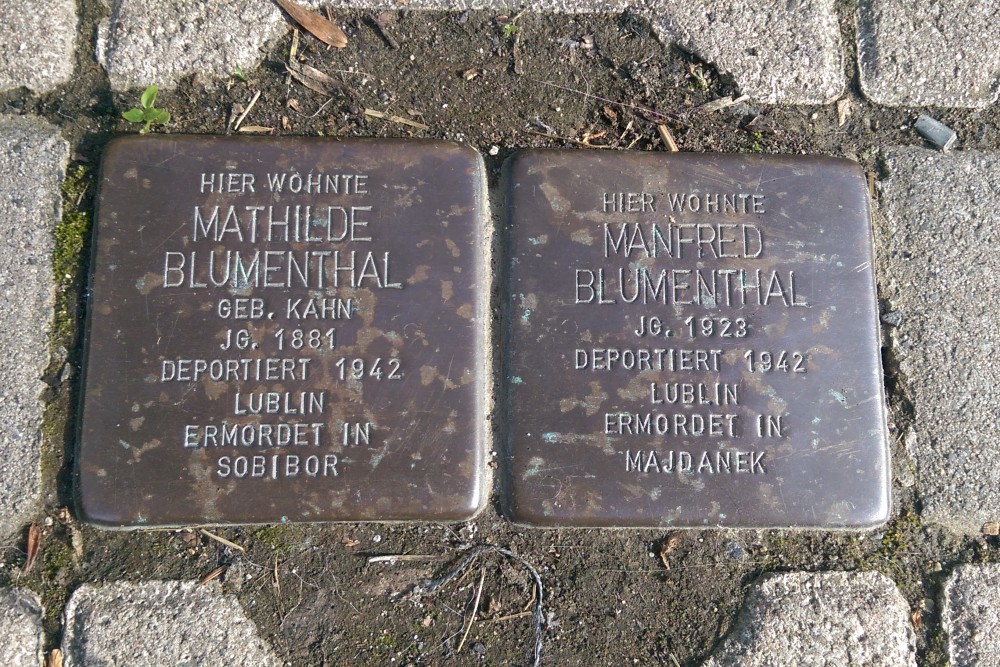 HIER WOHNTE
MATHILDE
BLUMENTHAL
GEB. KAHN
JG. 1881
DEPORTIERT 1942
LUBLIN
ERMORDET IN
SOBIBOR
HIER WOHNTE
MANFRED
BLUMENTHAL
JG. 1923
DEPORTIERT 1942
LUBLIN
ERMORDET IN
MAJDANEK